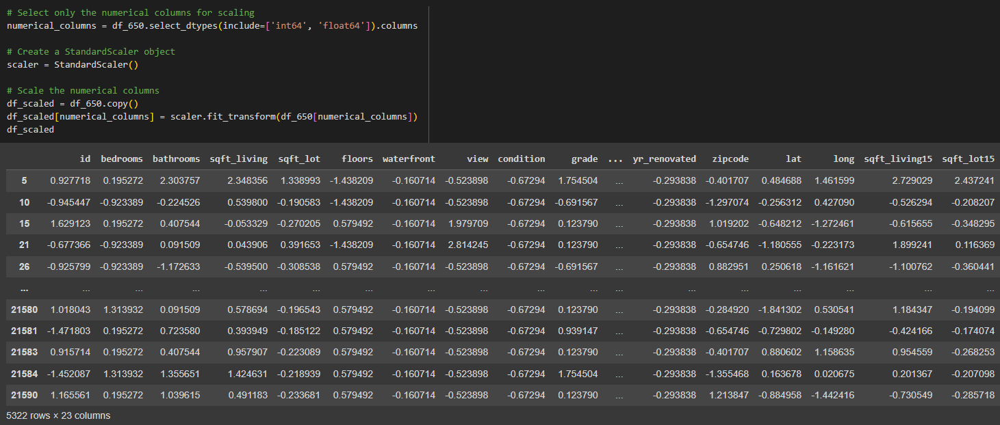 # Select only the numerical columns for scaling
numerical_columns = df_650.select_dtypes(include=['int64', 'float64']).columns
# Create a StandardScaler object
scaler = StandardScaler()
# Scale the numerical columns
df_scaled = df_650.copy()
df_scaled[numerical_columns] = scaler.fit_transform(df_650[numerical_columns])
df_scaled
id bedrooms bathrooms sqft_living sqft_lot floors waterfront view condition grade ... yr_renovated zipcode lat long sqft_living15 sqft_lot15
5 0.927718 0.195272 2.303757 2.348356 1.338993 -1.438209 -0.160714 -0.523898 -0.67294 1.754504 ... -0.293838 -0.401707 0.484688 1.461599 2.729029 2.437241
10 -0.945447 -0.923389 -0.224526 0.539800 -0.190583 -1.438209 -0.160714 -0.523898 -0.67294 -0.691567 ... -0.293838 -1.297074 -0.256312 0.427090 -0.526294 -0.208207
15 1.629123 0.195272 0.407544 -0.053329 -0.270205 0.579492 -0.160714 1.979709 -0.67294 0.123790 ... -0.293838 1.019202 -0.648212 -1.272461 -0.615655 -0.348295
21 -0.677366 -0.923389 0.091509 0.043906 0.391653 -1.438209 -0.160714 2.814245 -0.67294 0.123790 ... -0.293838 -0.654746 -1.180555 -0.223173 1.899241 0.116369
26 -0.925799 -0.923389 -1.172633 -0.539500 -0.308538 0.579492 -0.160714 -0.523898 -0.67294 -0.691567 ... -0.293838 0.882951 0.250618 -1.161621 -1.100762 -0.360441
... ... ... ... ... ... ... ... ... ... ... ... ... ... ... ... ... ...
21580 1.018043 1.313932 0.091509 0.578694 -0.196543 0.579492 -0.160714 -0.523898 -0.67294 0.123790 ... -0.293838 -0.284920 -1.841302 0.530541 1.184347 -0.194099
21581 -1.471803 0.195272 0.723580 0.393949 -0.185122 0.579492 -0.160714 -0.523898 -0.67294 0.939147 ... -0.293838 -0.654746 -0.729802 -0.149280 -0.424166 -0.174074
21583 0.915714 0.195272 0.407544 0.957907 -0.223089 0.579492 -0.160714 -0.523898 -0.67294 0.123790 ... -0.293838 -0.401707 0.880602 1.158635 0.954559 -0.268253
21584 -1.452087 1.313932 1.355651 1.424631 -0.218939 0.579492 -0.160714 -0.523898 -0.67294 1.754504 ... -0.293838 -1.355468 0.163678 0.020675 0.201367 -0.207098
21590 1.165561 0.195272 1.039615 0.491183 -0.233681 0.579492 -0.160714 -0.523898 -0.67294 0.123790 ... -0.293838 1.213847 -0.884958 -1.442416 -0.730549 -0.285718
5322 rows × 23 columns